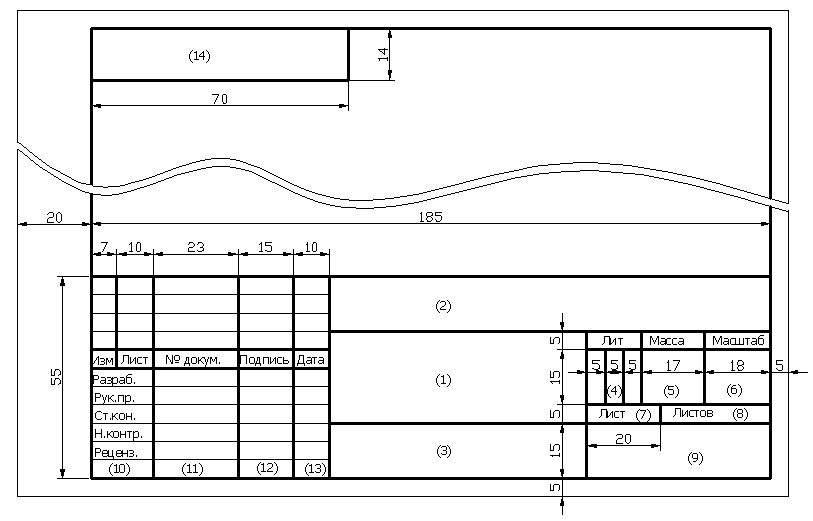 (14)
14
70
20
185
7 10 23 15 10
(2)
5
Лит Масса Масштаб
Изм Лист № докум. Подпись Дата
55
(1)
15
5 5 5 17 18 5
(4) (5) (6)
Разраб.
Рук.пр.
5
Лист (7) Листов (8)
Ст.кон.
Н.контр.
20
15
(3)
Реценз.
(9)
(10) (11) (12) (13)
5